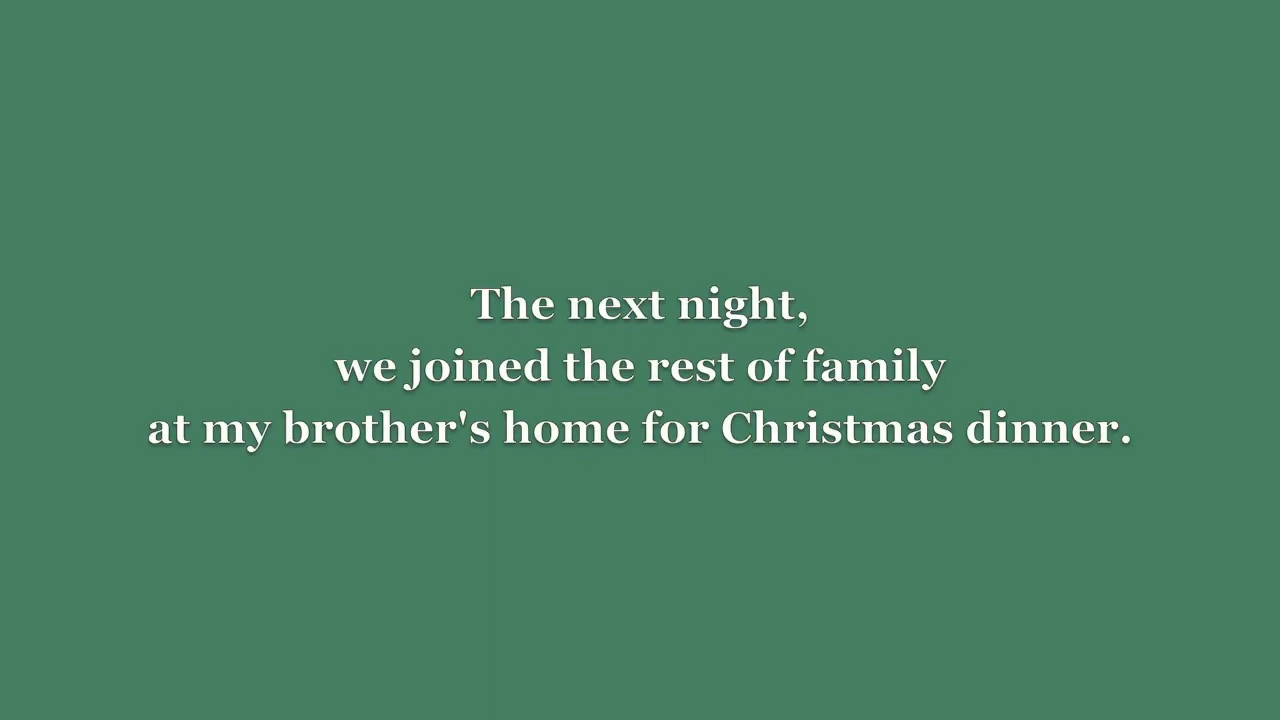 The next night,
we joined the rest of family
at my brother's home for Christmas dinner.